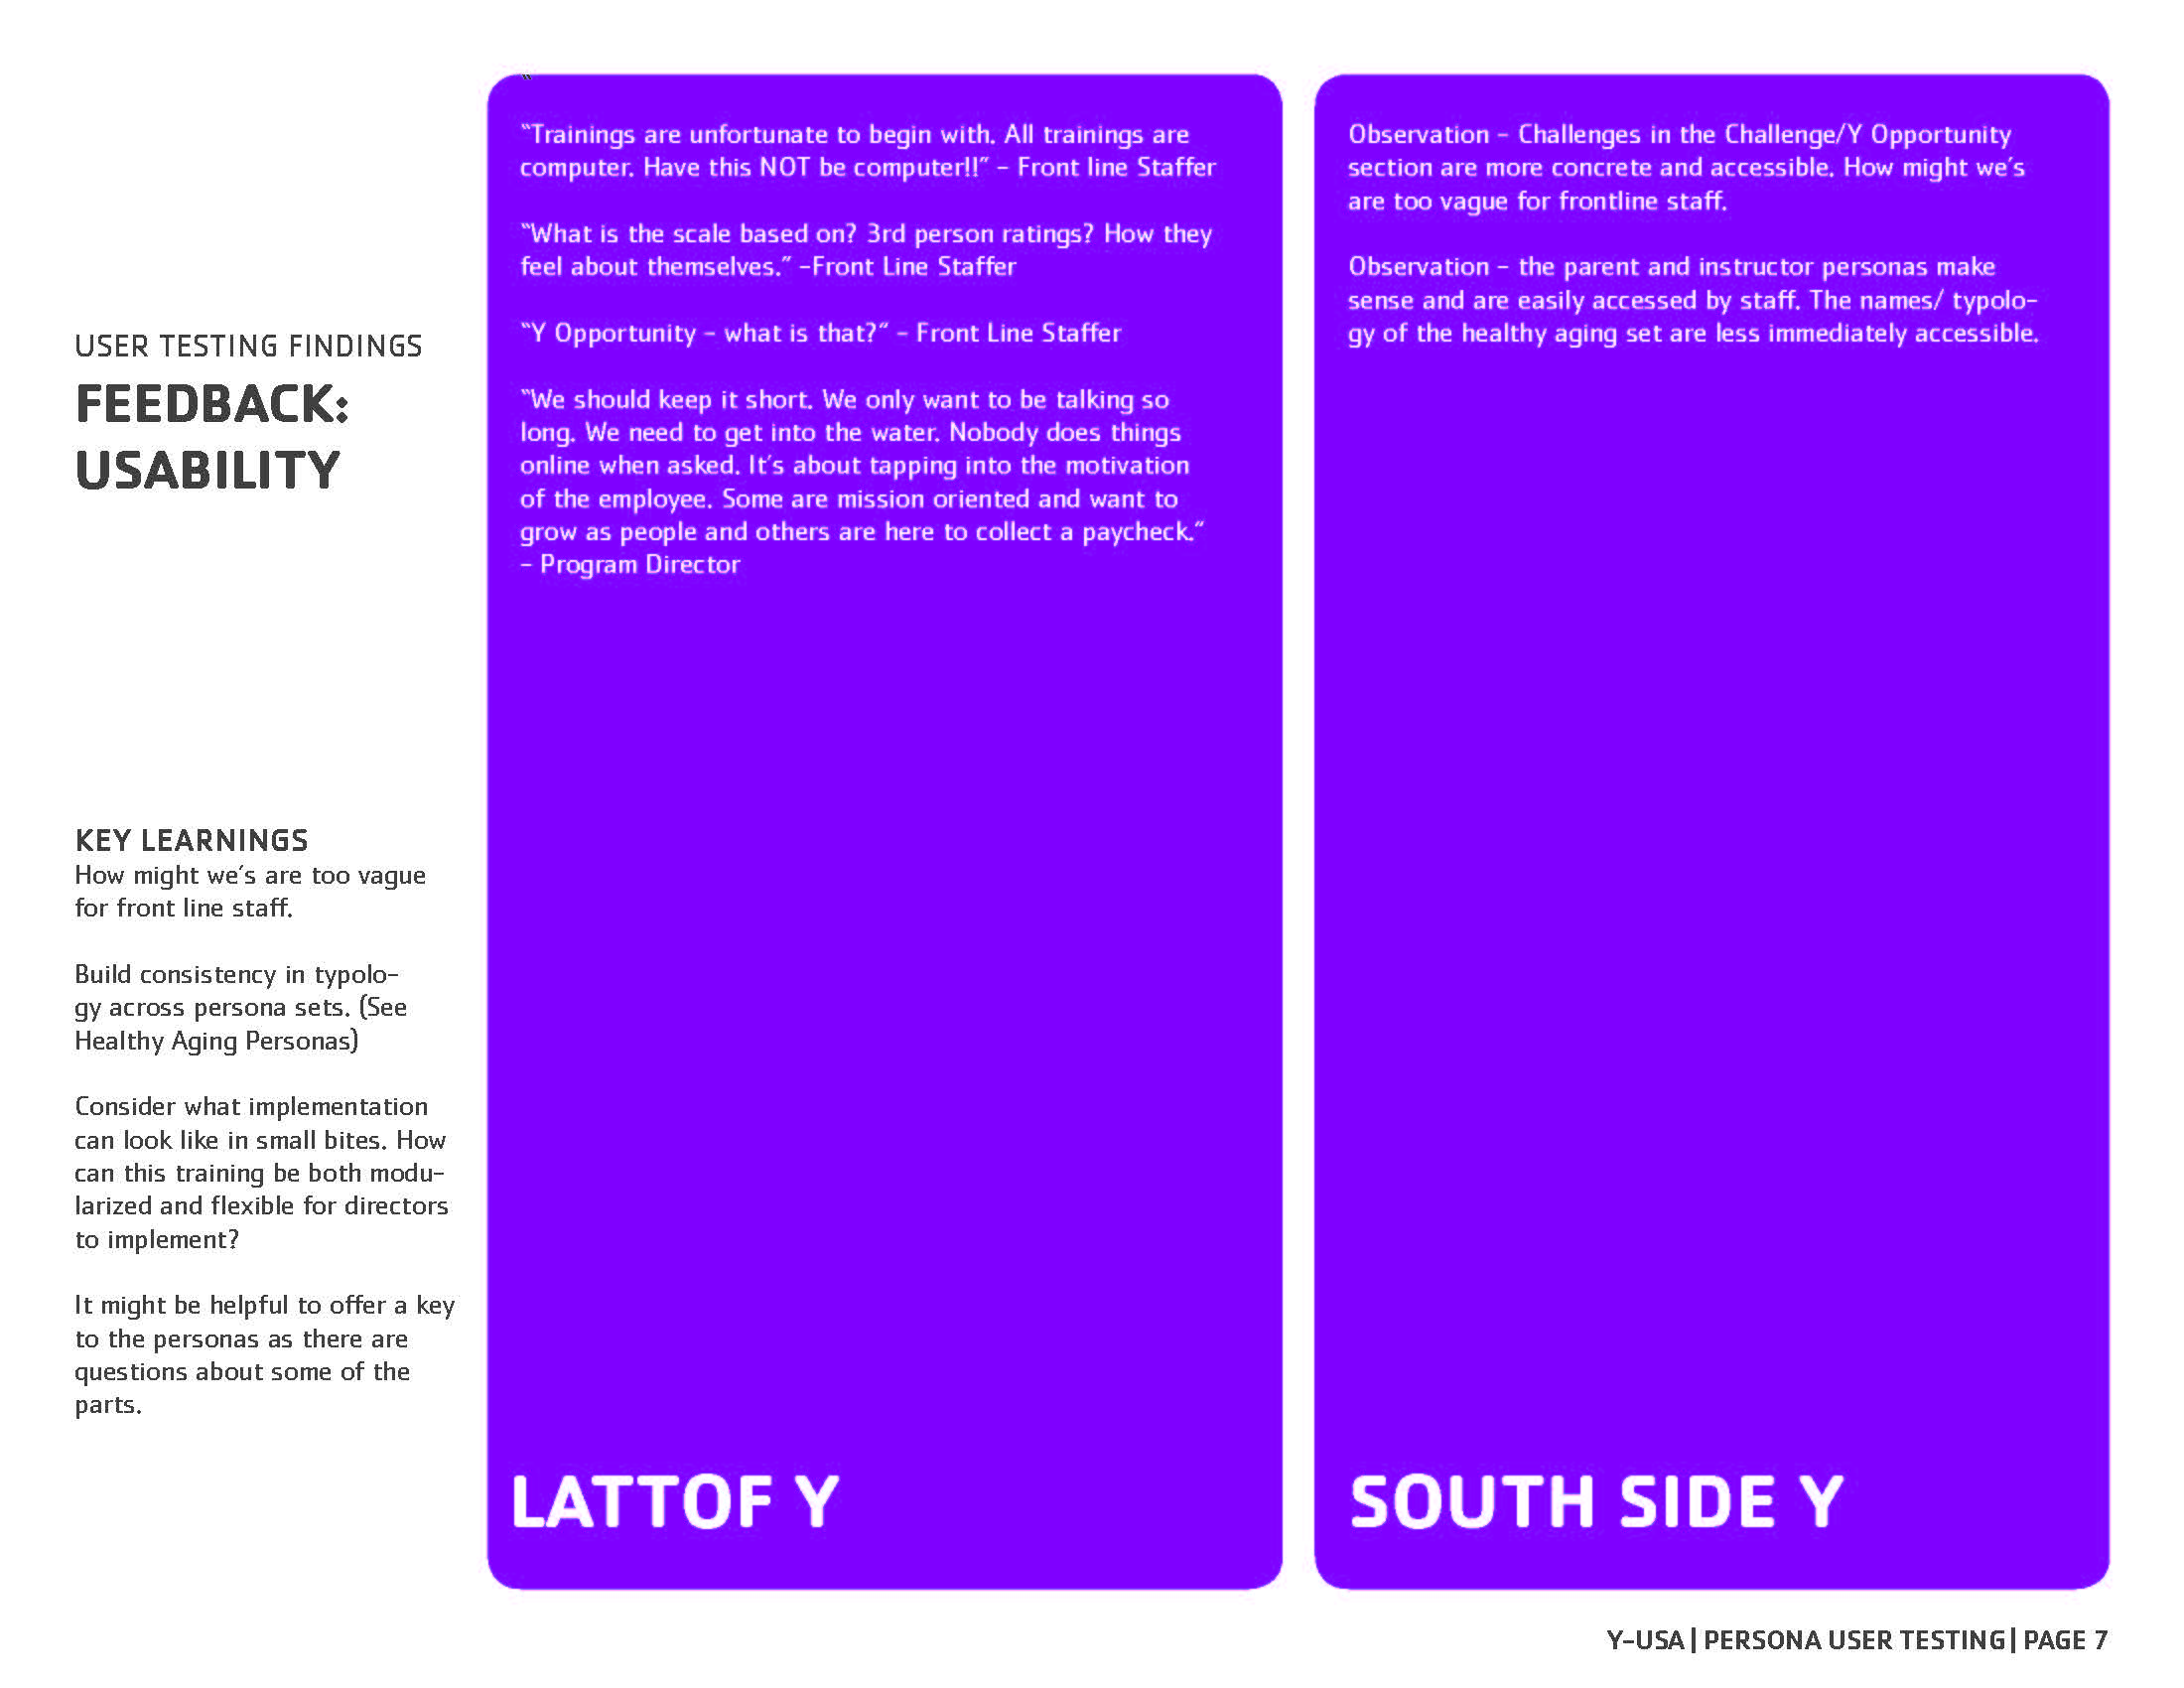 USER TESTING FINDINGS
FEEDBACK:
USABILITY
KEY LEARNINGS
How might we's are too vague
for front line staff.
Build consistency in typolo-
gy across persona sets. (See
Healthy Aging Personas)
Consider what implementation
can look like in small bites. How
can this training be both modu-
larized and flexible for directors
to implement?
It might be helpful to offer a key
to the personas as there are
questions about some of the
parts.
“
“Trainings are unfortunate to begin with. All trainings are
computer. Have this NOT be computer!!” - Front line Staffer
“What is the scale based on? 3rd person ratings? How they
feel about themselves.” -Front Line Staffer
“Y Opportunity - what is that?” - Front Line Staffer
“We should keep it short. We only want to be talking so
long. We need to get into the water. Nobody does things
online when asked. It's about tapping into the motivation
of the employee. Some are mission oriented and want to
grow as people and others are here to collect a paycheck.”
- Program Director
LATTOF Y
Observation - Challenges in the Challenge/Y Opportunity
section are more concrete and accessible. How might we's
are too vague for frontline staff.
Observation - the parent and instructor personas make
sense and are easily accessed by staff. The names/ typolo-
gy of the healthy aging set are less immediately accessible.
SOUTH SIDE Y
Y-USA | PERSONA USER TESTING | PAGE 7